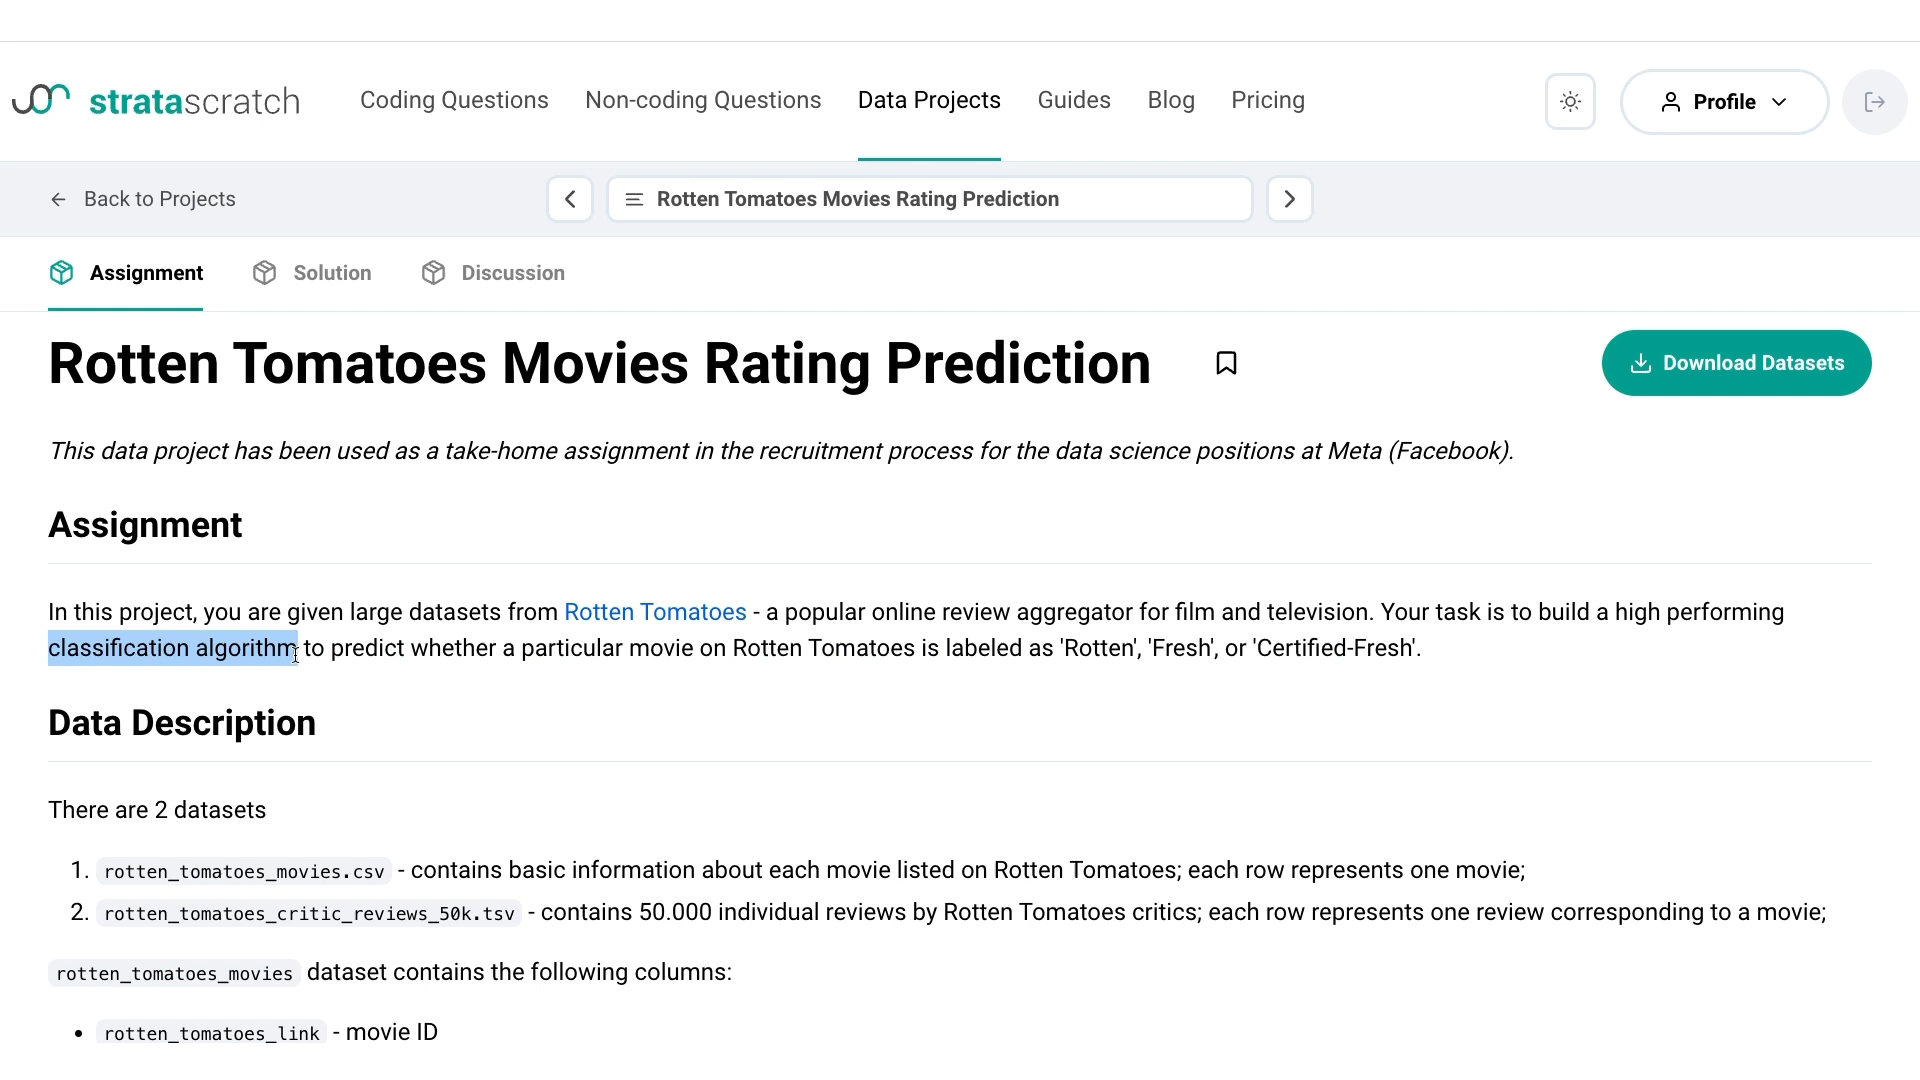 stratascratch
Coding Questions
Non-coding Questions
Data Projects
Guides
Blog
Pricing
Profile
Back to Projects
Rotten Tomatoes Movies Rating Prediction
Assignment
Solution
Discussion
Rotten Tomatoes Movies Rating Prediction
Download Datasets
This data project has been used as a take-home assignment in the recruitment process for the data science positions at Meta (Facebook).
Assignment
In this project, you are given large datasets from Rotten Tomatoes - a popular online review aggregator for film and television. Your task is to build a high performing
classification algorithm to predict whether a particular movie on Rotten Tomatoes is labeled as 'Rotten', 'Fresh', or 'Certified-Fresh'.
Data Description
There are 2 datasets
1. rotten_tomatoes_movies.csv - contains basic information about each movie listed on Rotten Tomatoes; each row represents one movie;
2. rotten_tomatoes_critic_reviews_50k.tsv - contains 50.000 individual reviews by Rotten Tomatoes critics; each row represents one review corresponding to a movie;
rotten_tomatoes_movies dataset contains the following columns:
• rotten_tomatoes_link - movie ID